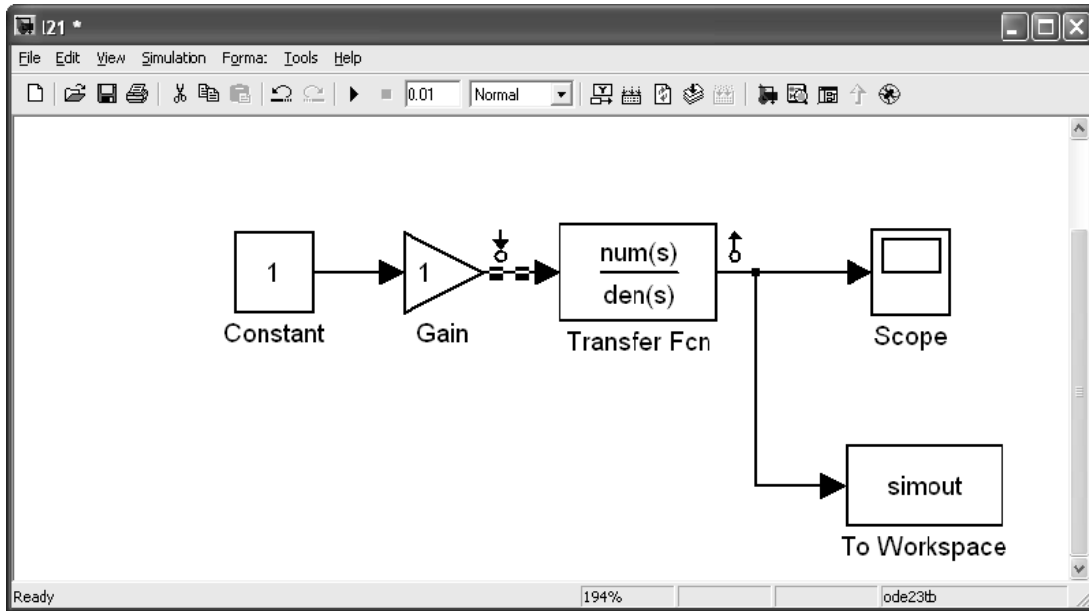 l21 *
File Edit View Simulation Format Tools Help
0.01 Normal
1
1
num(s)
den(s)
Constant
Gain
Transfer Fcn
Scope
simout
To Workspace
Ready 194% ode23tb